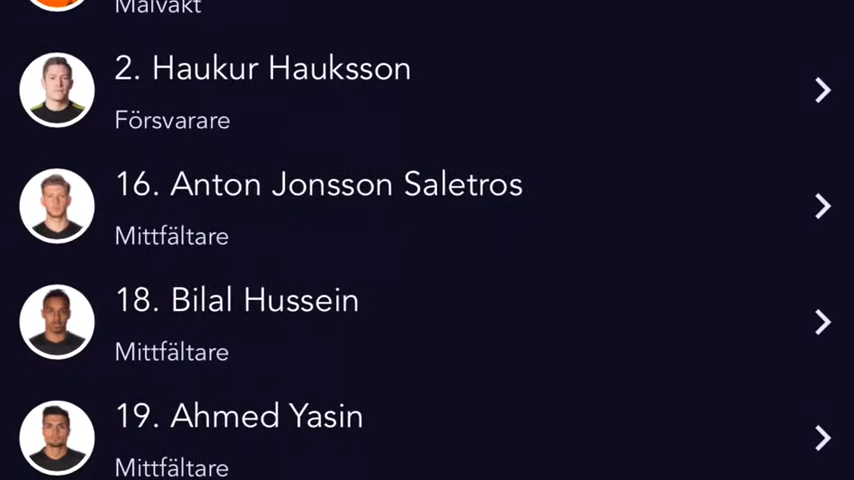 Målvakt
2. Haukur Hauksson
Försvarare
16. Anton Jonsson Saletros
Mittfältare
18. Bilal Hussein
Mittfältare
19. Ahmed Yasin
Mittfältare